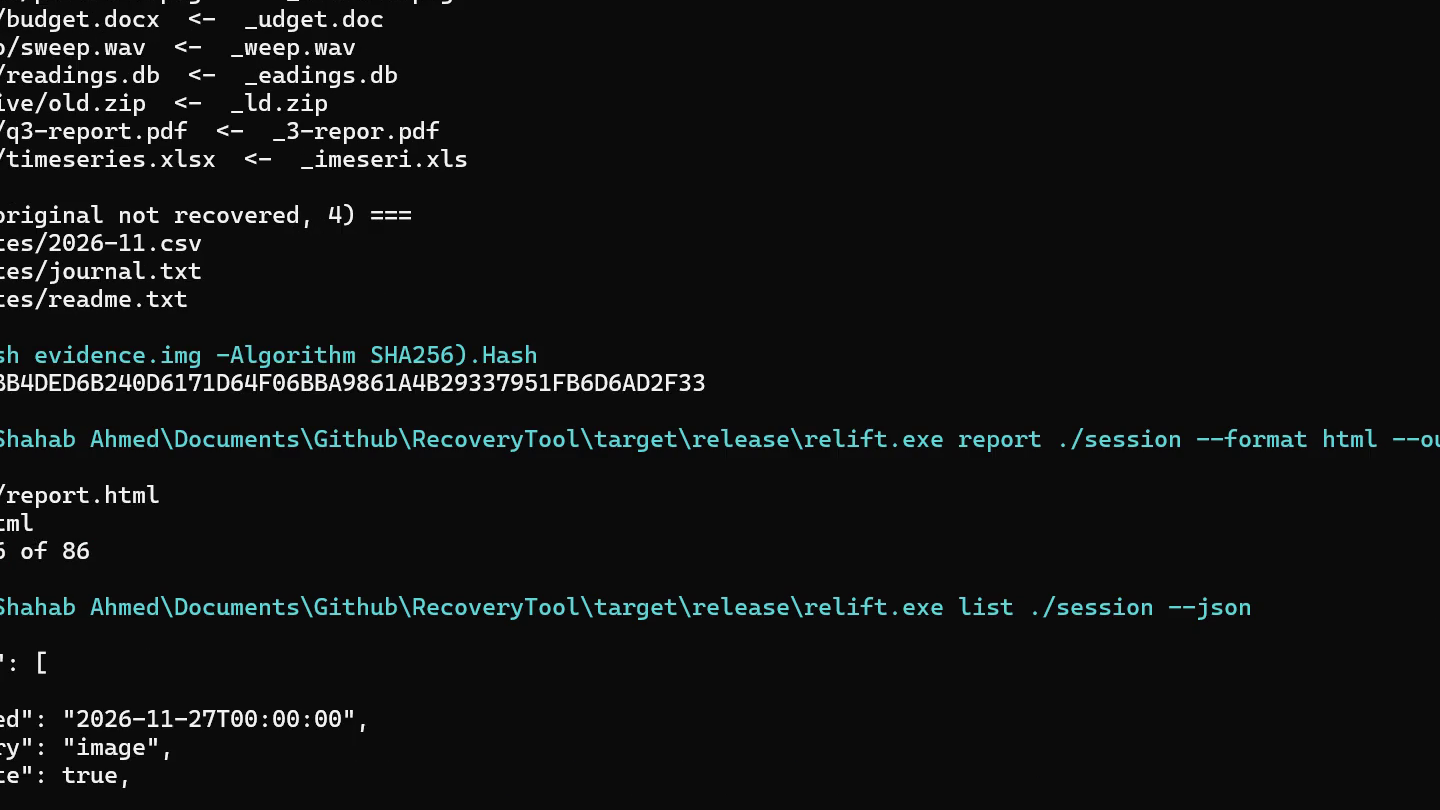 /budget.docx  <-  _udget.doc
o/sweep.wav  <-  _weep.wav
/readings.db  <-  _eadings.db
ive/old.zip  <-  _ld.zip
/q3-report.pdf  <-  _3-repor.pdf
/timeseries.xlsx  <-  _imeseri.xls
original not recovered, 4) ===
tes/2026-11.csv
tes/journal.txt
tes/readme.txt
sh evidence.img -Algorithm SHA256).Hash
BB4DED6B240D6171D64F06BBA9861A4B29337951FB6D6AD2F33
Shahab Ahmed\Documents\Github\RecoveryTool\target\release\relift.exe report ./session --format html --ou
/report.html
tml
6 of 86
Shahab Ahmed\Documents\Github\RecoveryTool\target\release\relift.exe list ./session --json
": [
ed": "2026-11-27T00:00:00",
ry": "image",
te": true,